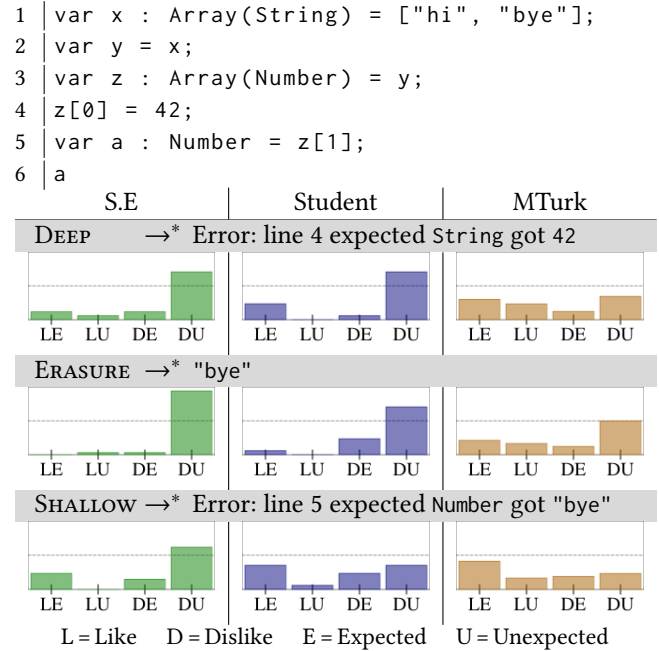 1 var x : Array(String) = ["hi", "bye"];
2 var y = x;
3 var z : Array(Number) = y;
4 z[0] = 42;
5 var a : Number = z[1];
6 a
S.E Student MTurk
DEEP →* Error: line 4 expected String got 42
LE LU DE DU LE LU DE DU LE LU DE DU
ERASURE →* "bye"
LE LU DE DU LE LU DE DU LE LU DE DU
SHALLOW →* Error: line 5 expected Number got "bye"
LE LU DE DU LE LU DE DU LE LU DE DU
L = Like D = Dislike E = Expected U = Unexpected